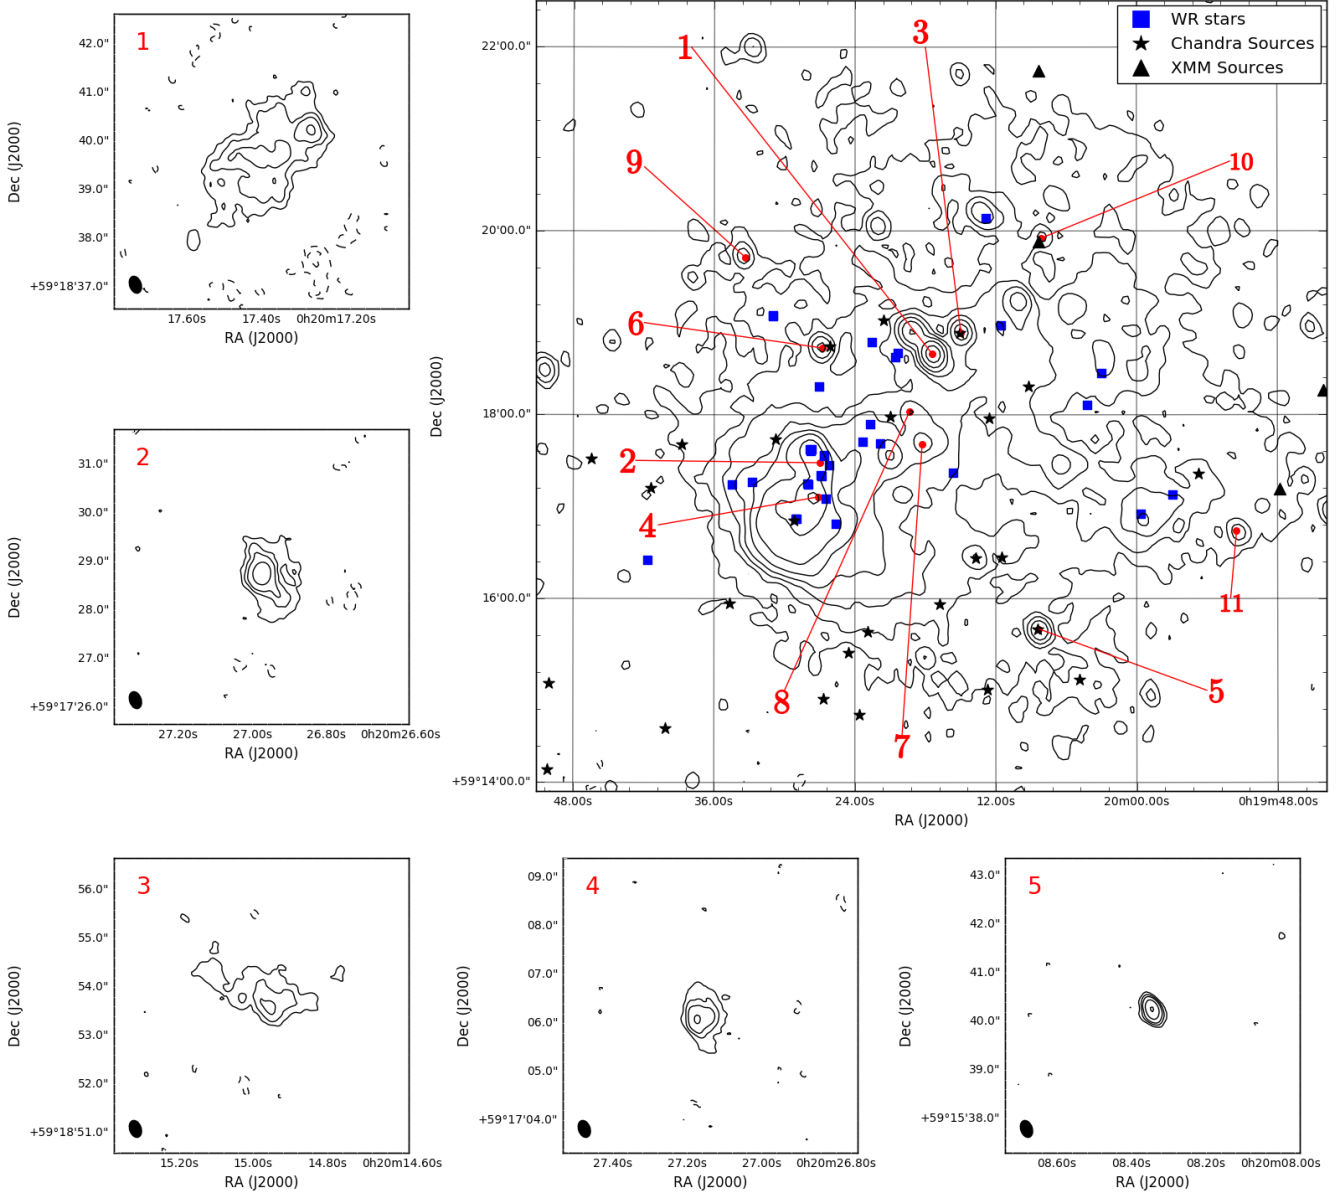 1
42.0"
41.0"
40.0"
39.0"
38.0"
+59°18'37.0"
17.60s 17.40s 0h20m17.20s
RA (J2000)
Dec (J2000)
2
31.0"
30.0"
29.0"
28.0"
27.0"
+59°17'26.0"
27.20s 27.00s 26.80s 0h20m26.60s
RA (J2000)
Dec (J2000)
WR stars
Chandra Sources
XMM Sources
22'00.0"
20'00.0"
18'00.0"
16'00.0"
+59°14'00.0"
1
3
9
10
6
2
4
11
8
7
5
48.00s 36.00s 24.00s 12.00s 20m00.00s 0h19m48.00s
RA (J2000)
Dec (J2000)
3
56.0"
55.0"
54.0"
53.0"
52.0"
+59°18'51.0"
15.20s 15.00s 14.80s 0h20m14.60s
RA (J2000)
Dec (J2000)
4
09.0"
08.0"
07.0"
06.0"
05.0"
+59°17'04.0"
27.40s 27.20s 27.00s 0h20m26.80s
RA (J2000)
Dec (J2000)
5
43.0"
42.0"
41.0"
40.0"
39.0"
+59°15'38.0"
08.60s 08.40s 08.20s 0h20m08.00s
RA (J2000)
Dec (J2000)